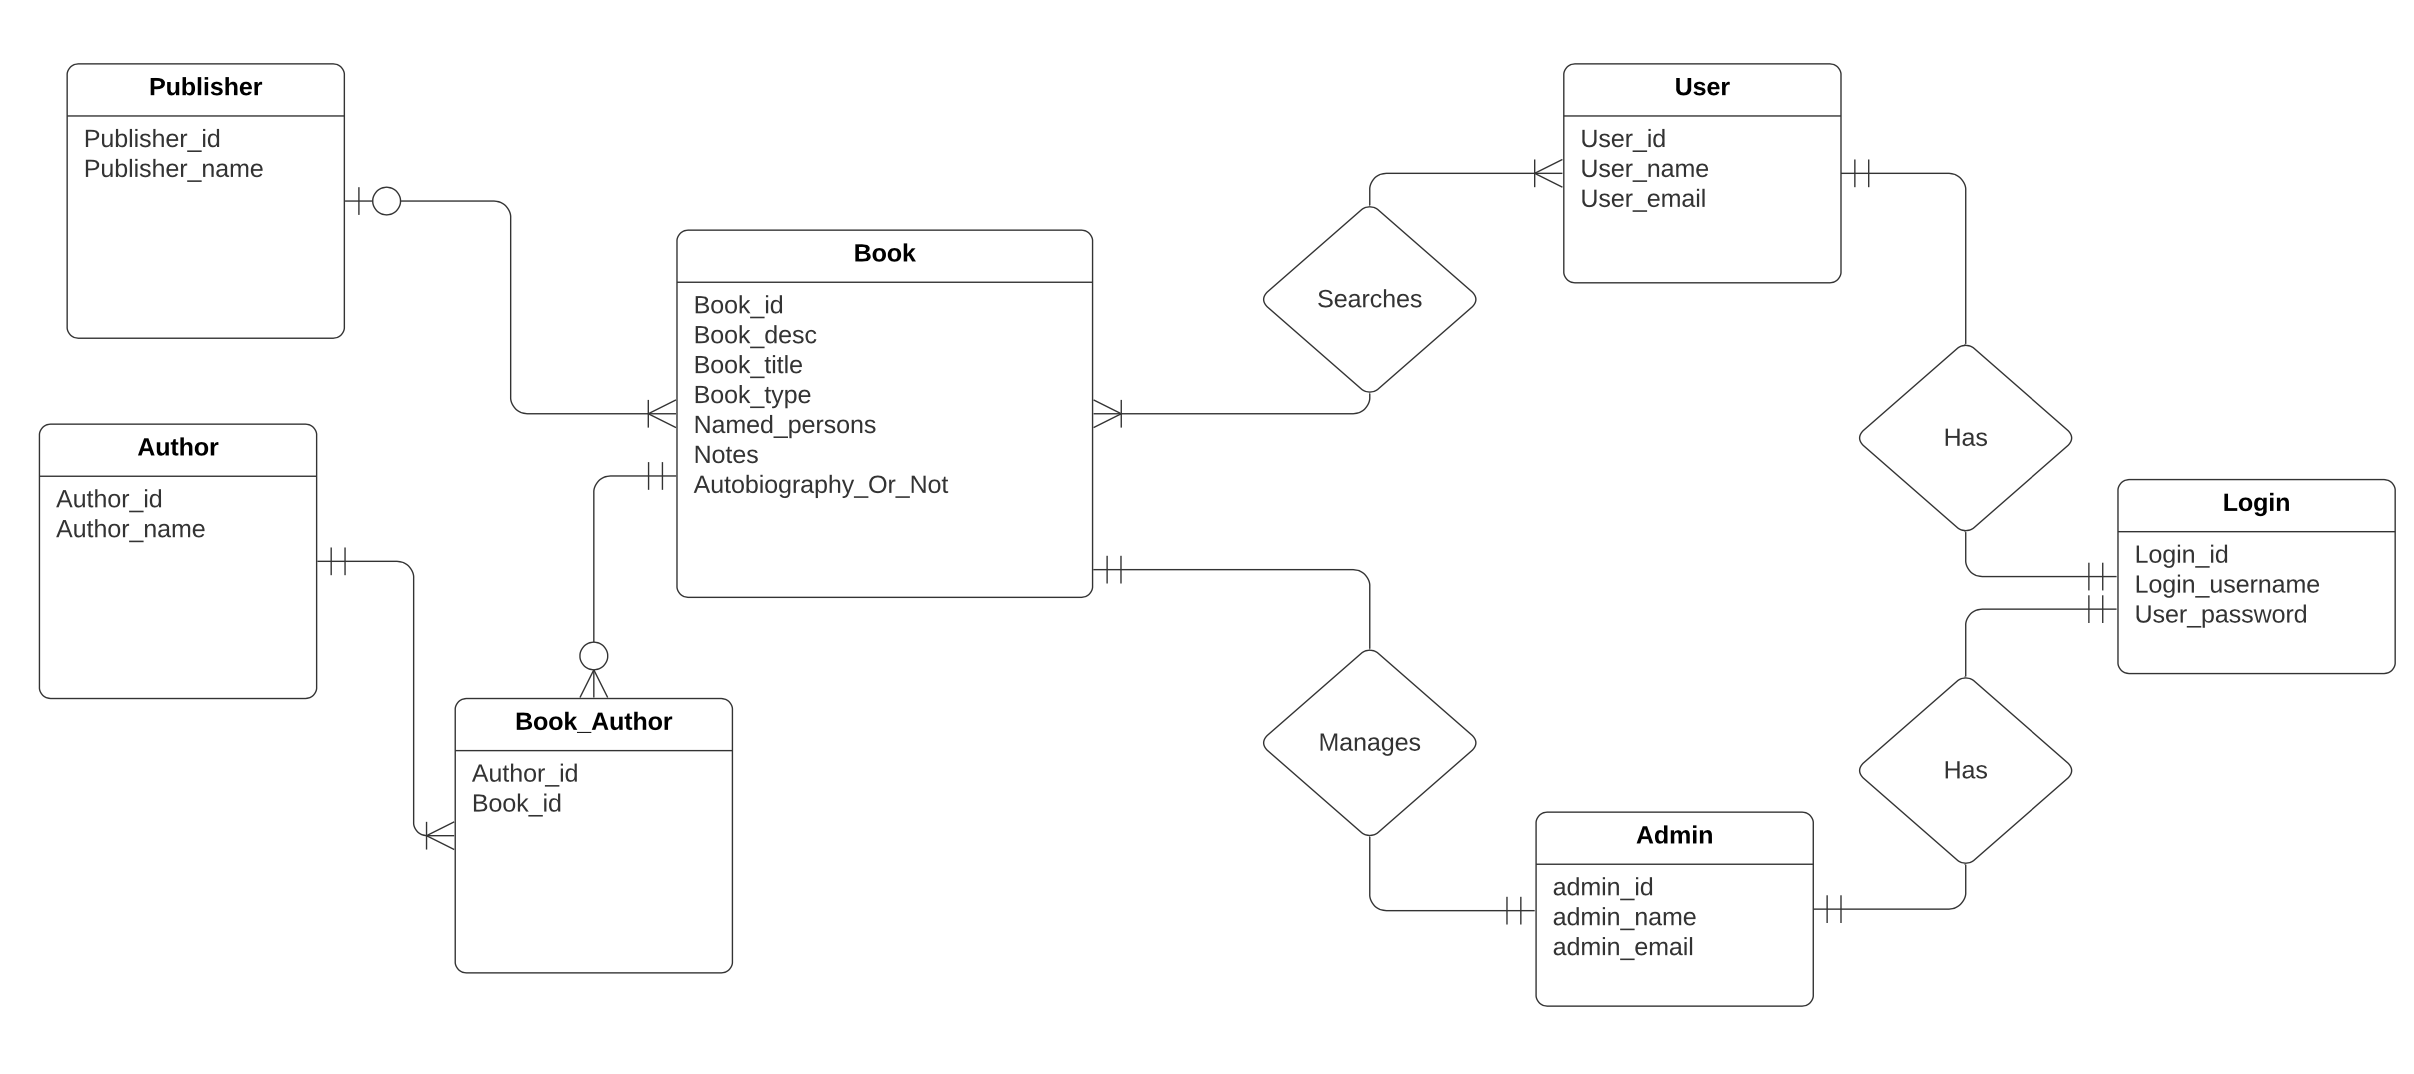 Publisher
Publisher_id
Publisher_name
Author
Author_id
Author_name
Book
Book_id
Book_desc
Book_title
Book_type
Named_persons
Notes
Autobiography_Or_Not
Book_Author
Author_id
Book_id
Searches
User
User_id
User_name
User_email
Has
Login
Login_id
Login_username
User_password
Manages
Has
Admin
admin_id
admin_name
admin_email